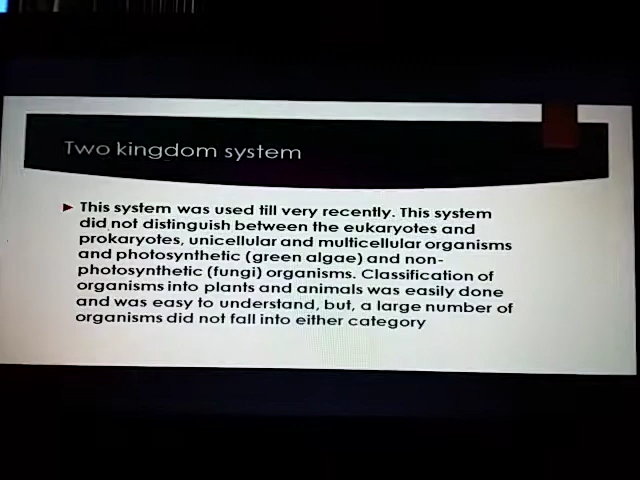 Two kingdom system
This system was used till very recently. This system
did not distinguish between the eukaryotes and
prokaryotes, unicellular and multicellular organisms
and photosynthetic (green algae) and non-
photosynthetic (fungi) organisms. Classification of
organisms into plants and animals was easily done
and was easy to understand, but, a large number of
organisms did not fall into either category